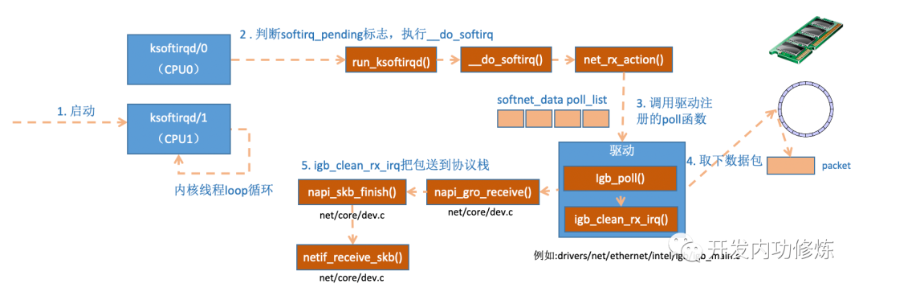 ksoftirqd/0
（CPU0）
2 . 判断softirq_pending标志，执行__do_softirq
run_ksoftirqd()
__do_softirq()
net_rx_action()
1. 启动
ksoftirqd/1
（CPU1）
内核线程loop循环
softnet_data poll_list
3. 调用驱动注
册的poll函数
驱动
Igb_poll()
igb_clean_rx_irq()
4. 取下数据包
packet
5. igb_clean_rx_irq把包送到协议栈
napi_skb_finish()
net/core/dev.c
napi_gro_receive()
net/core/dev.c
netif_receive_skb()
net/core/dev.c
例如:drivers/net/ethernet/intel/igb/igb_main.c
开发内功修炼